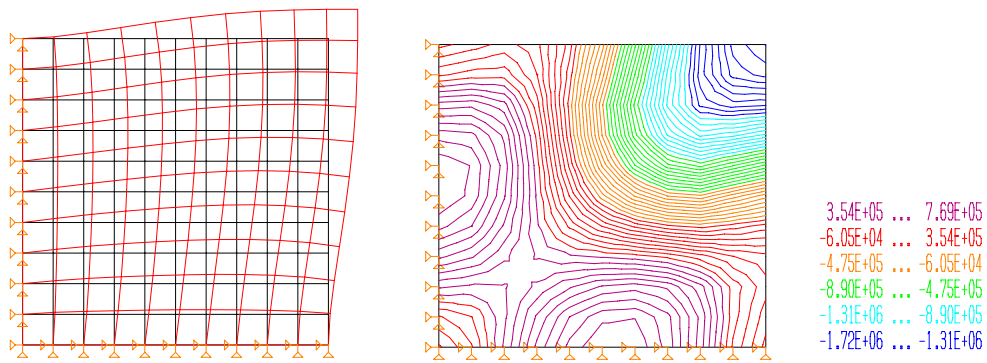 3.54E+05 ... 7.69E+05
-6.05E+04 ... 3.54E+05
-4.75E+05 ... -6.05E+04
-8.90E+05 ... -4.75E+05
-1.31E+06 ... -8.90E+05
-1.72E+06 ... -1.31E+06